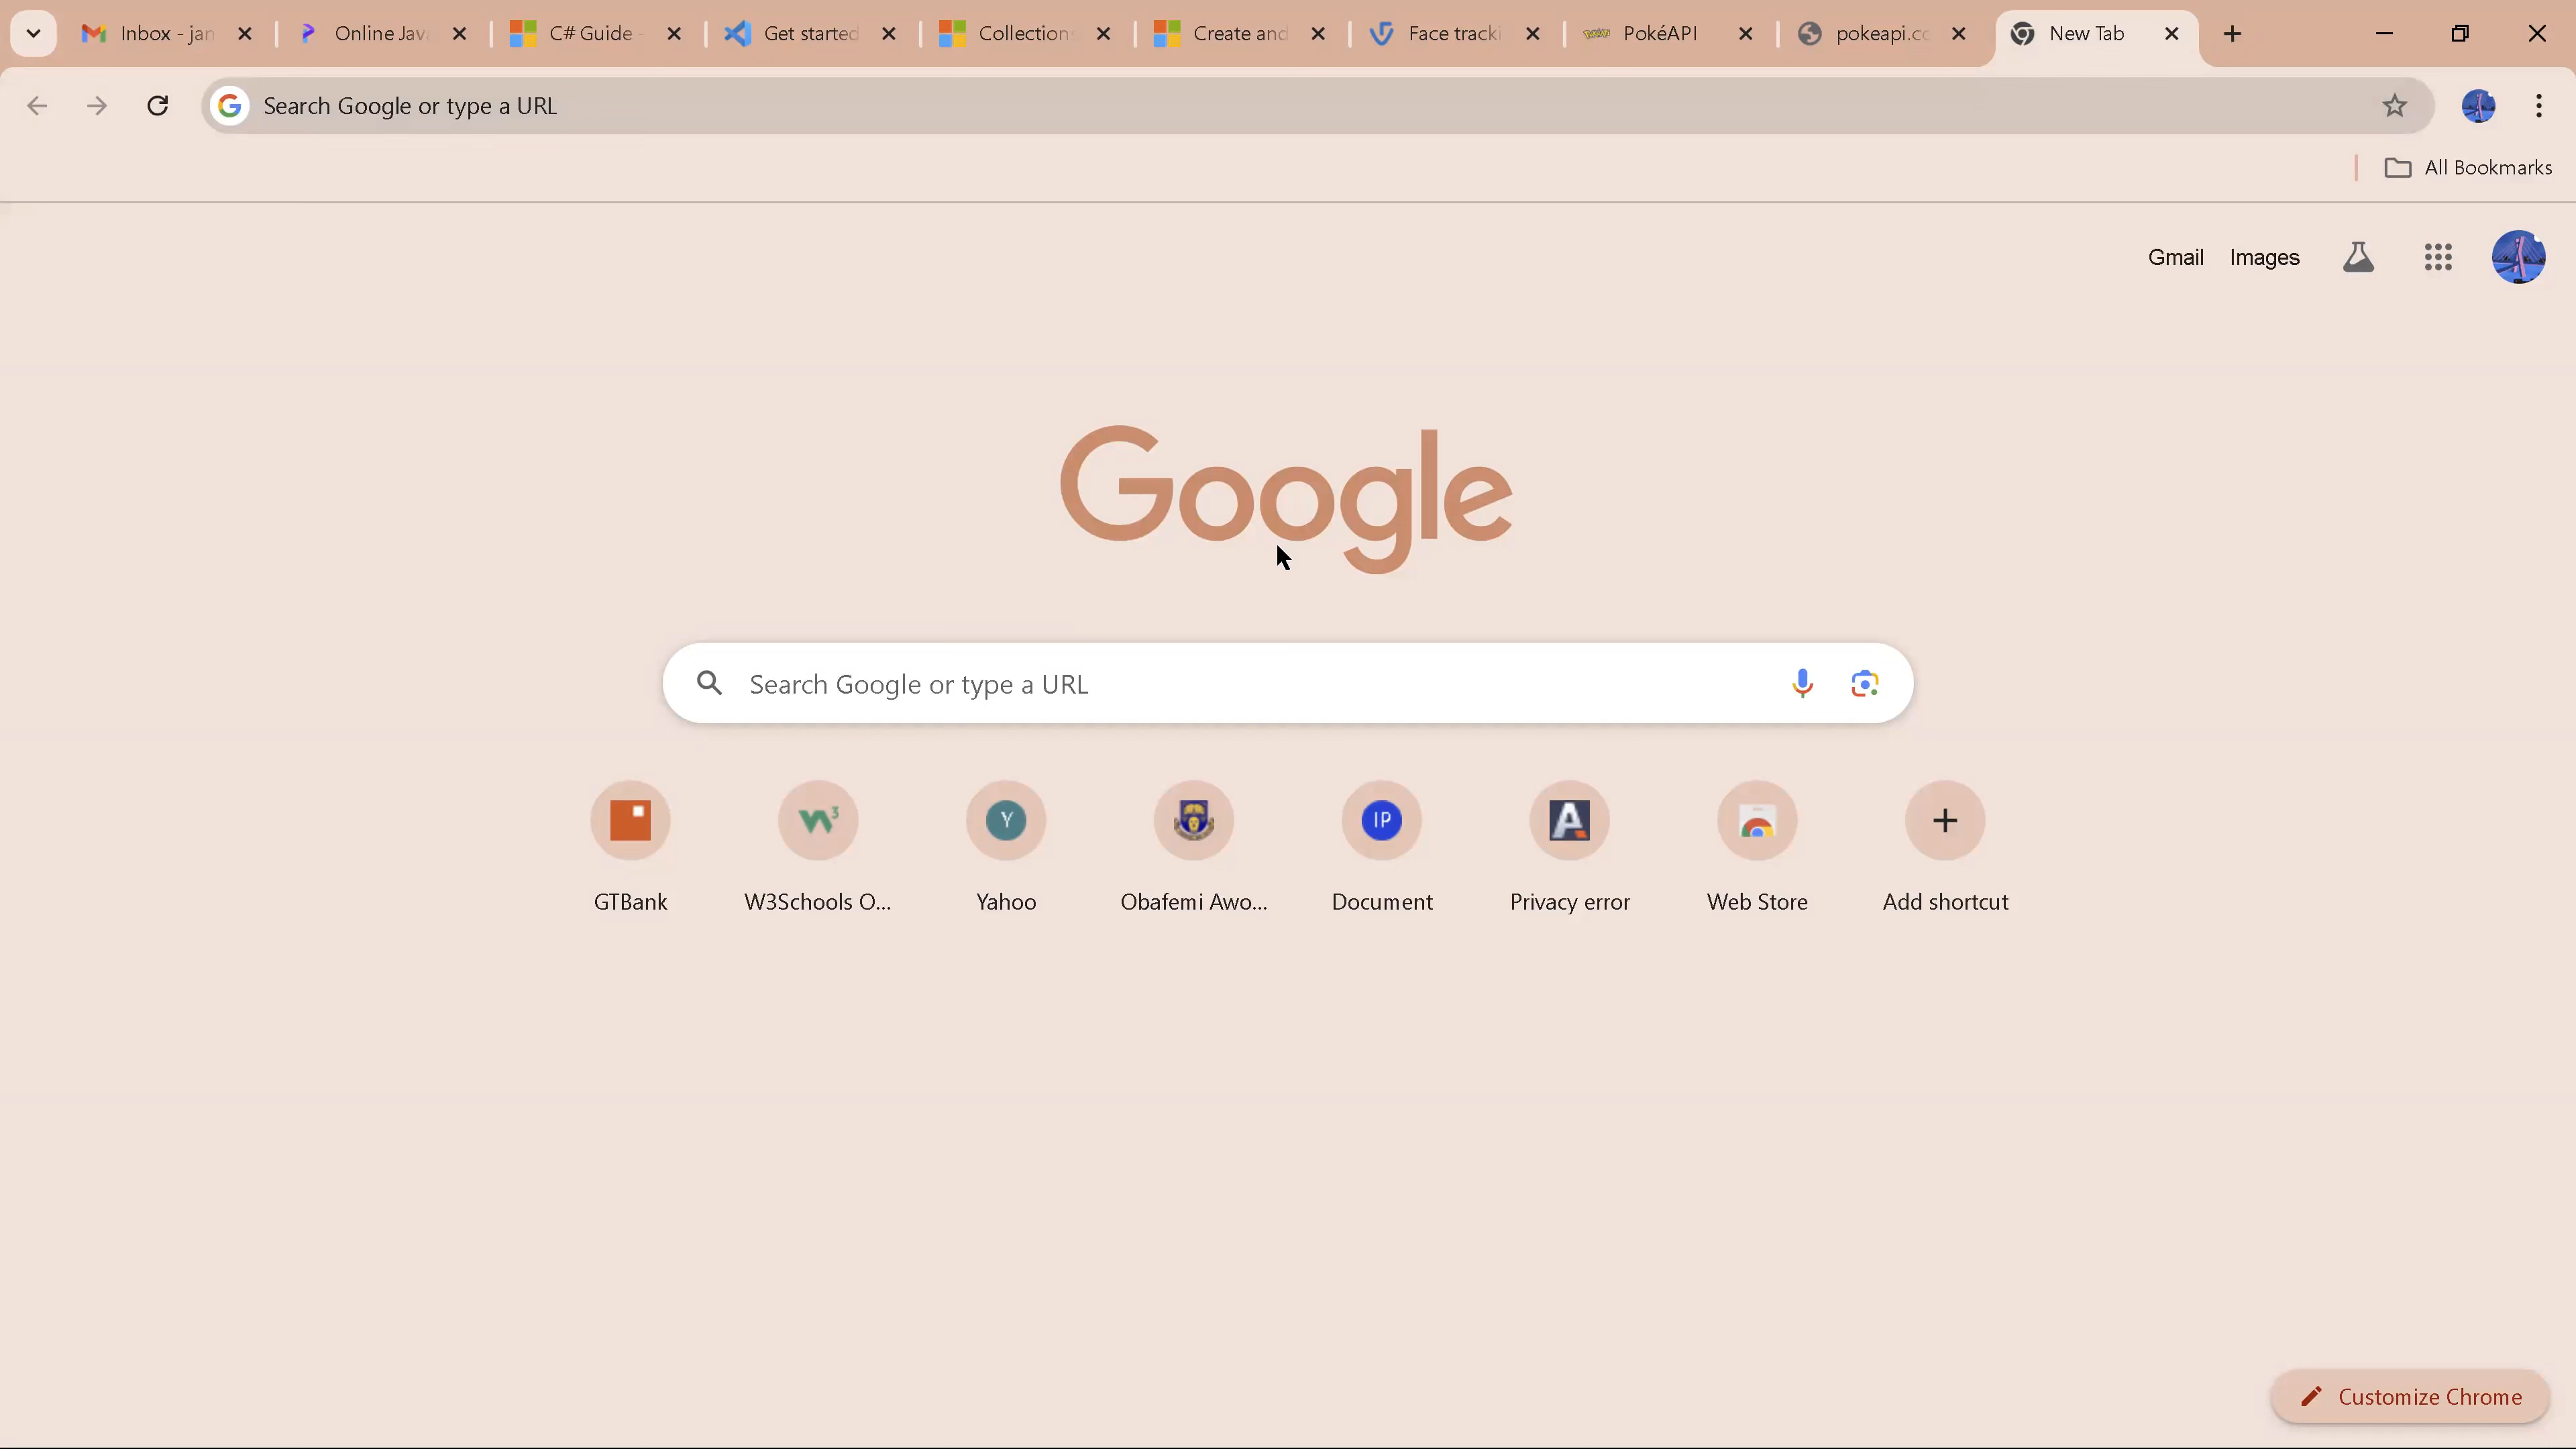 Inbox - jan
Online Jav
C# Guide -
Get started
Collection
Create and
Face tracki
PokéAPI
pokeapi.co
New Tab
Search Google or type a URL
All Bookmarks
Gmail
Images
Google
Search Google or type a URL
GTBank
W3Schools O...
Yahoo
Obafemi Awo...
Document
Privacy error
Web Store
Add shortcut
Customize Chrome